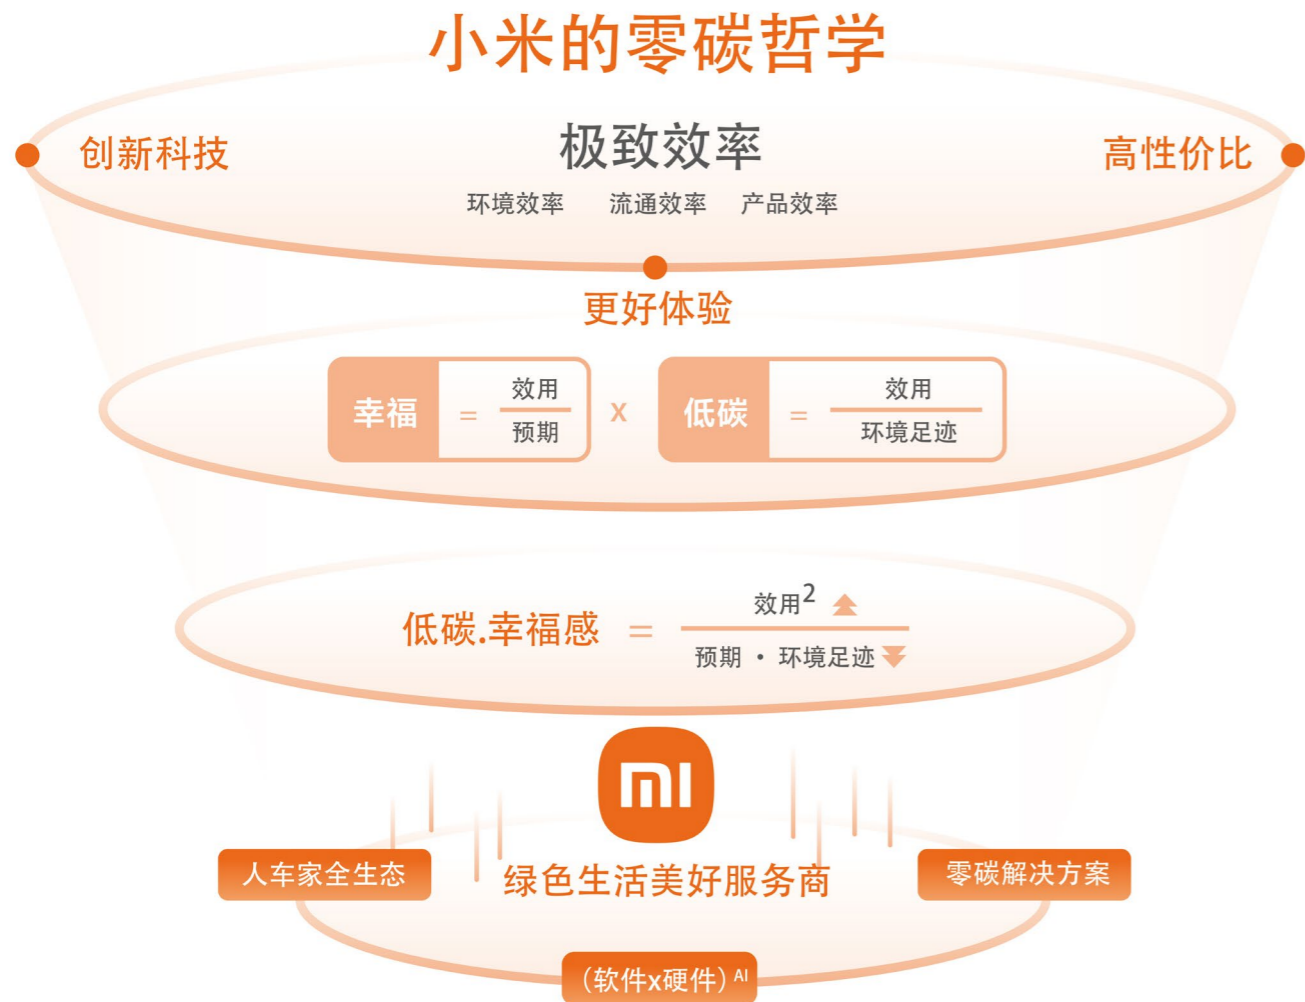 小米的零碳哲学
创新科技
极致效率
高性价比
环境效率 流通效率 产品效率
更好体验
幸福 = 效用 / 预期 x 低碳 = 效用 / 环境足迹
低碳.幸福感 = 效用² / 预期 · 环境足迹
mi
人车家全生态
绿色生活美好服务商
零碳解决方案
(软件x硬件) AI